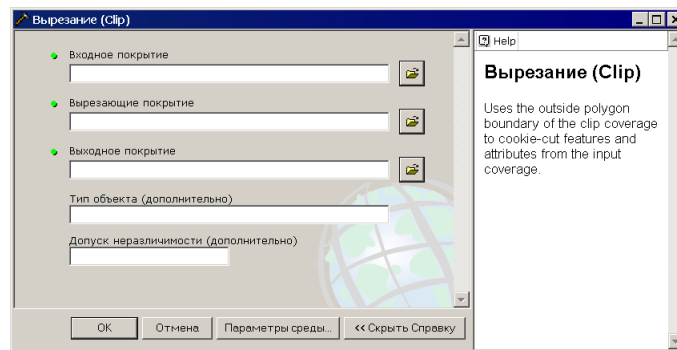 Вырезание (Clip)
Входное покрытие
Вырезающие покрытие
Выходное покрытие
Тип объекта (дополнительно)
Допуск неразличимости (дополнительно)
OK
Отмена
Параметры среды...
<< Скрыть Справку
Help
Вырезание (Clip)
Uses the outside polygon
boundary of the clip coverage
to cookie-cut features and
attributes from the input
coverage.